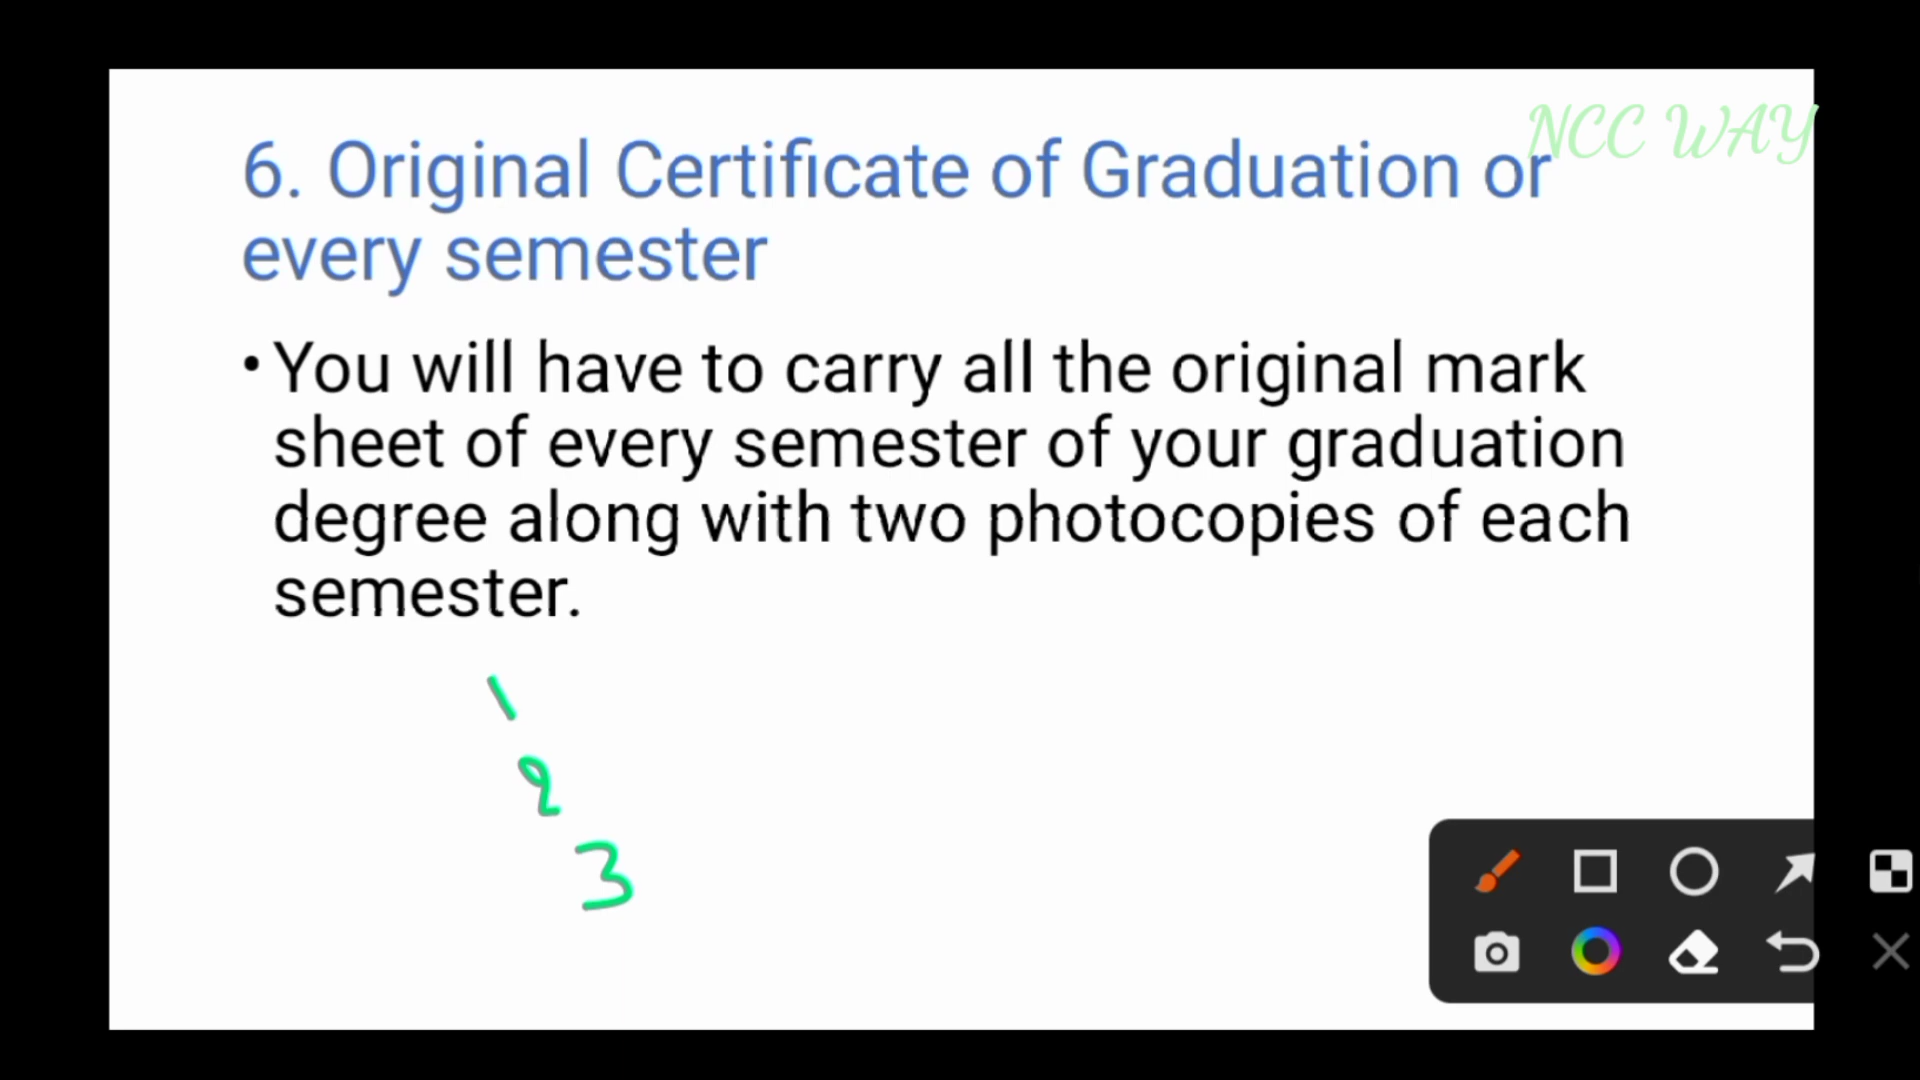 NCC WAY
6. Original Certificate of Graduation or
every semester
• You will have to carry all the original mark
sheet of every semester of your graduation
degree along with two photocopies of each
semester.
1
2
3